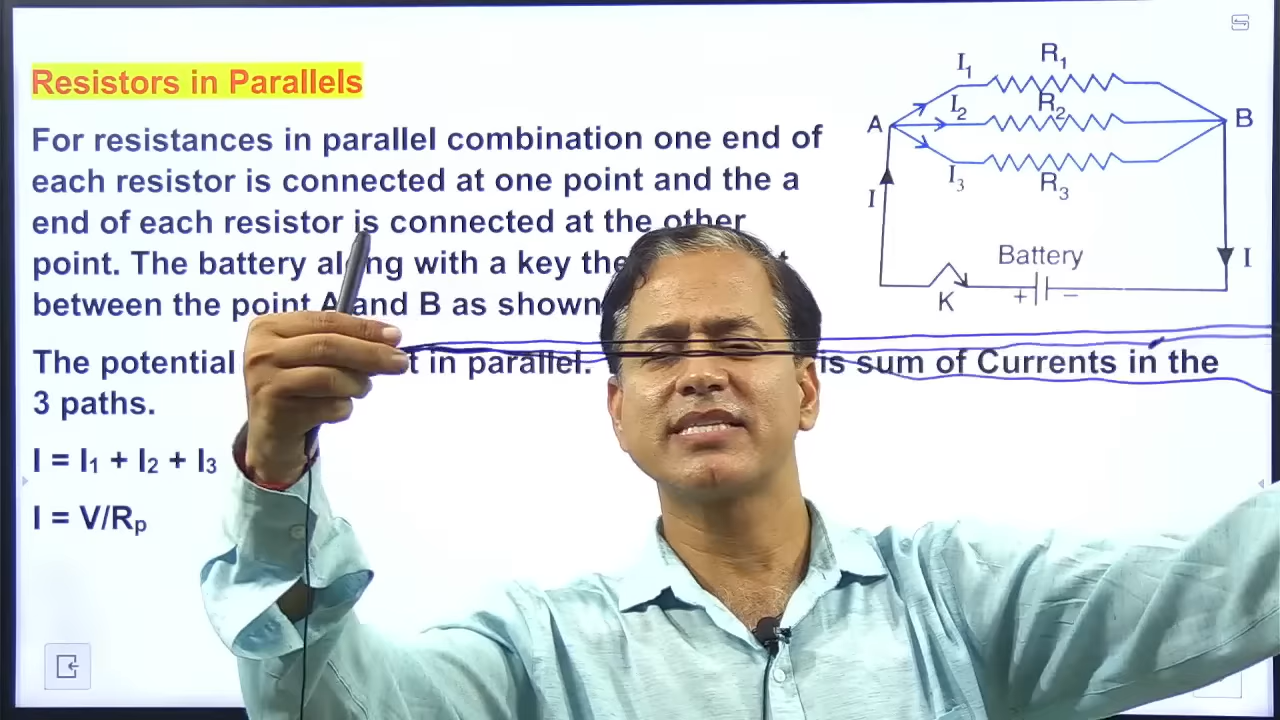 Resistors in Parallels
For resistances in parallel combination one end of
each resistor is connected at one point and the a
end of each resistor is connected at the other
point. The battery along with a key the
between the point A and B as shown
The potential t in parallel. is sum of Currents in the
3 paths.
I = I₁ + I₂ + I₃
I = V/Rₚ
I₁ R₁
I₂ R₂
A B
I₃ R₃
I I
Battery
K + −